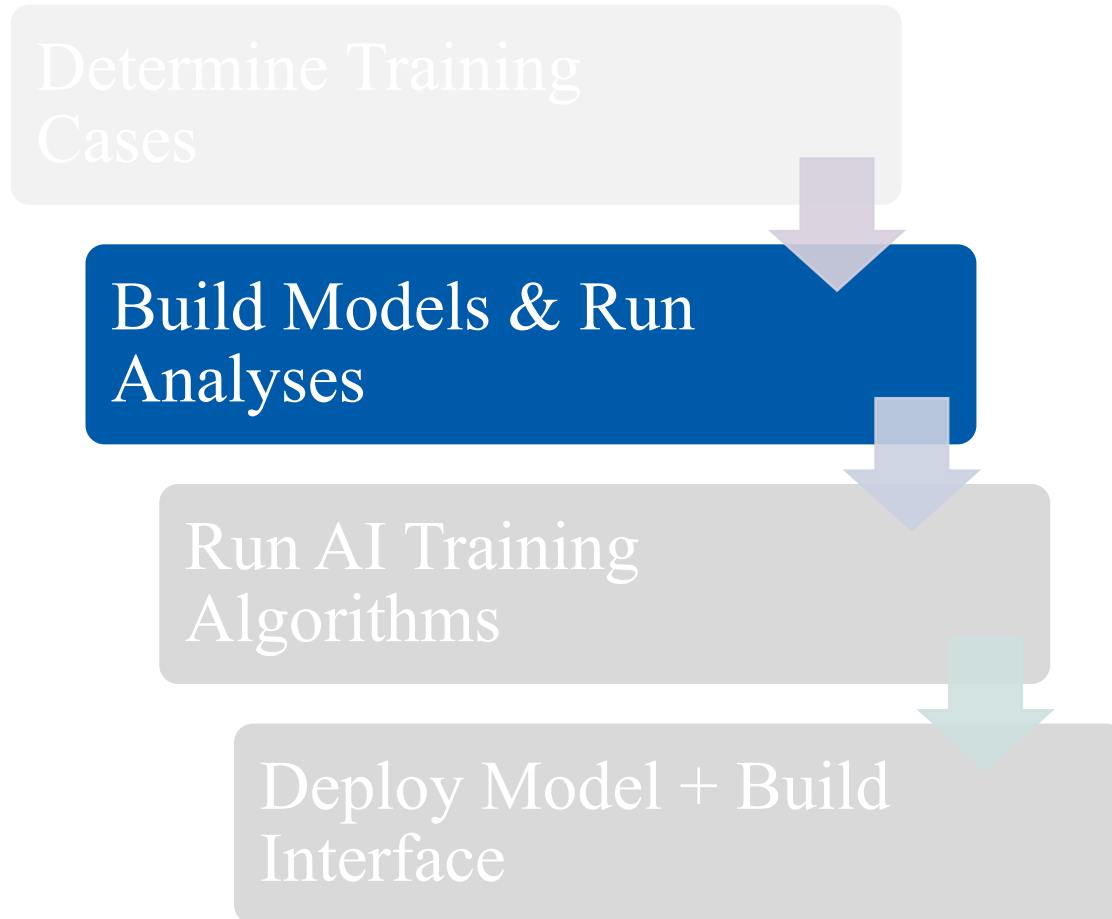 Determine Training
Cases
Build Models & Run
Analyses
Run AI Training
Algorithms
Deploy Model + Build
Interface